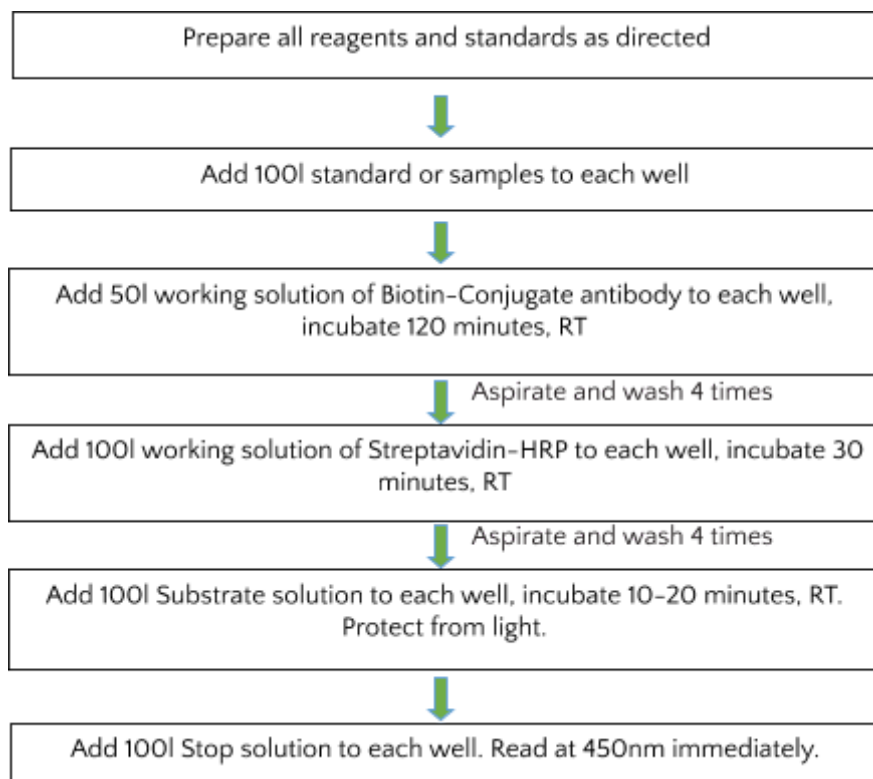 Prepare all reagents and standards as directed
Add 100l standard or samples to each well
Add 50l working solution of Biotin-Conjugate antibody to each well,
incubate 120 minutes, RT
Aspirate and wash 4 times
Add 100l working solution of Streptavidin-HRP to each well, incubate 30
minutes, RT
Aspirate and wash 4 times
Add 100l Substrate solution to each well, incubate 10-20 minutes, RT.
Protect from light.
Add 100l Stop solution to each well. Read at 450nm immediately.